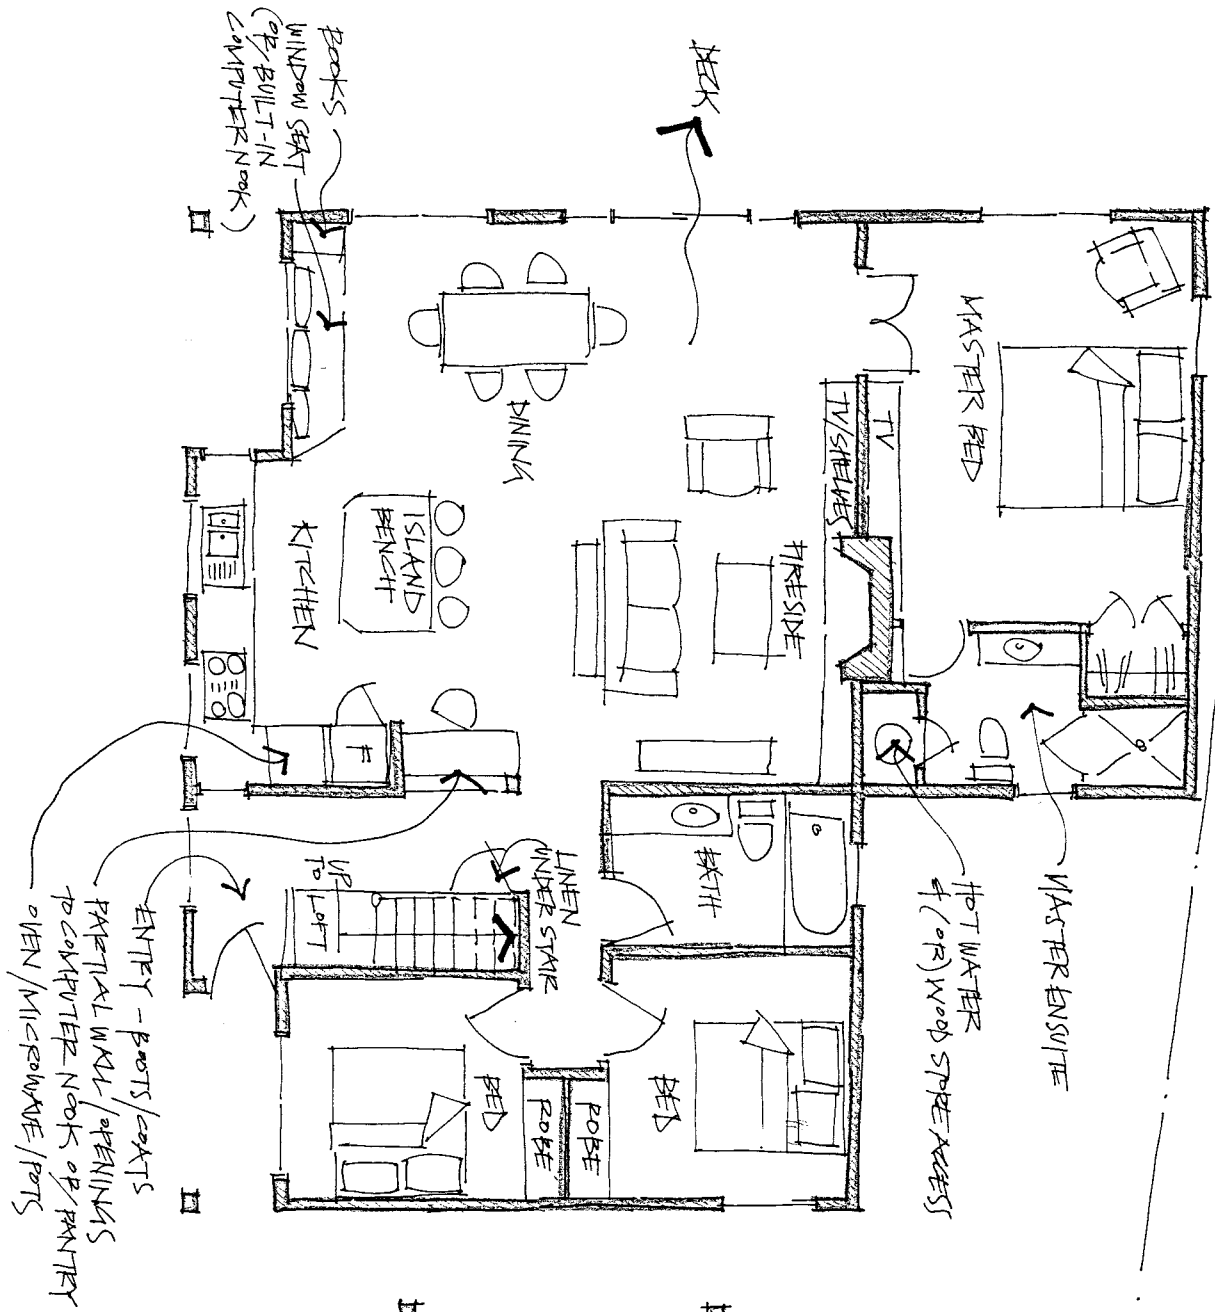 MASTER ENSUITE
MASTER BED
HOT WATER
&(OR) WOOD STORE ACCESS
TV
TV/SHELVES
FIRESIDE
DECK
BATH
BED
ROBE
LINEN
UNDER STAIR
ROBE
DINING
BED
ISLAND
BENCH
F
KITCHEN
UP
TO LOFT
BOOKS
WINDOW SEAT
(OR/BUILT-IN
COMPUTER NOOK)
ENTRY - BOOTS/COATS
PARTIAL WALL/OPENINGS
TO COMPUTER NOOK OR/PANTRY
OVEN/MICROWAVE/POTS